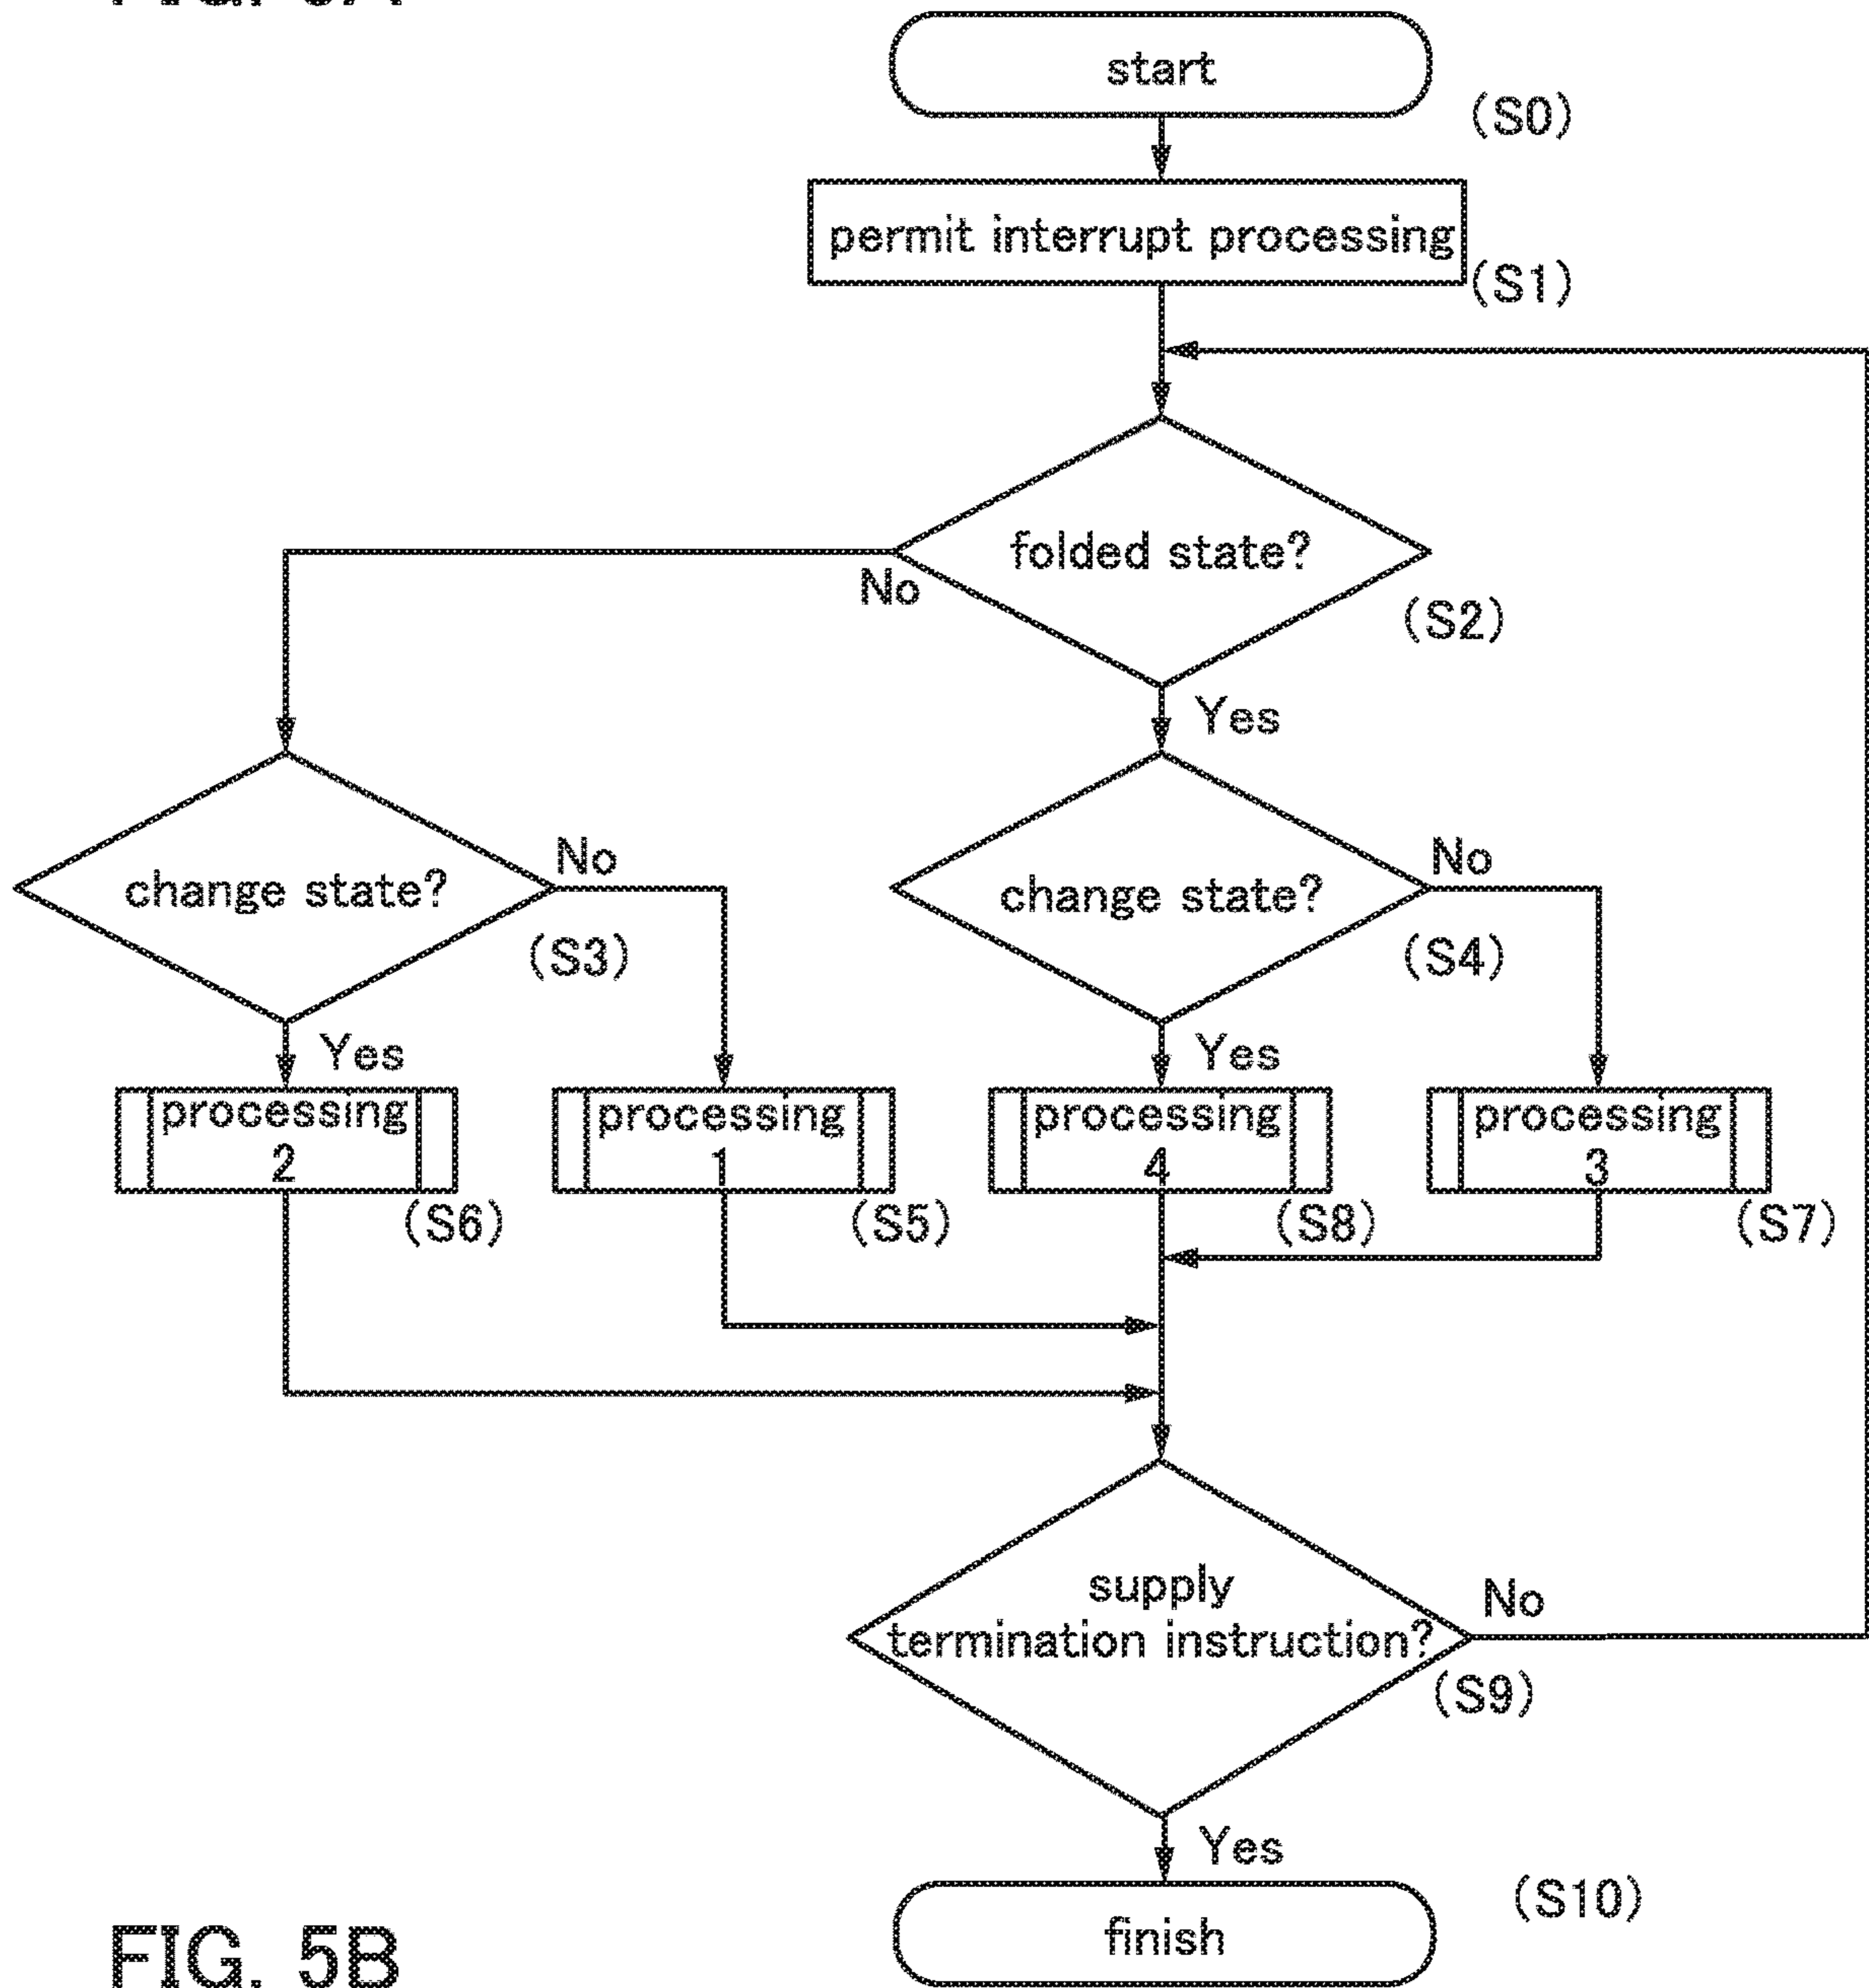 start
(S0)
permit interrupt processing
(S1)
folded state?
No
(S2)
Yes
change state?
No
(S3)
change state?
No
(S4)
Yes
Yes
processing
2
(S6)
processing
1
(S5)
processing
4
(S8)
processing
3
(S7)
supply
termination instruction?
No
(S9)
Yes
finish
(S10)
FIG. 5B